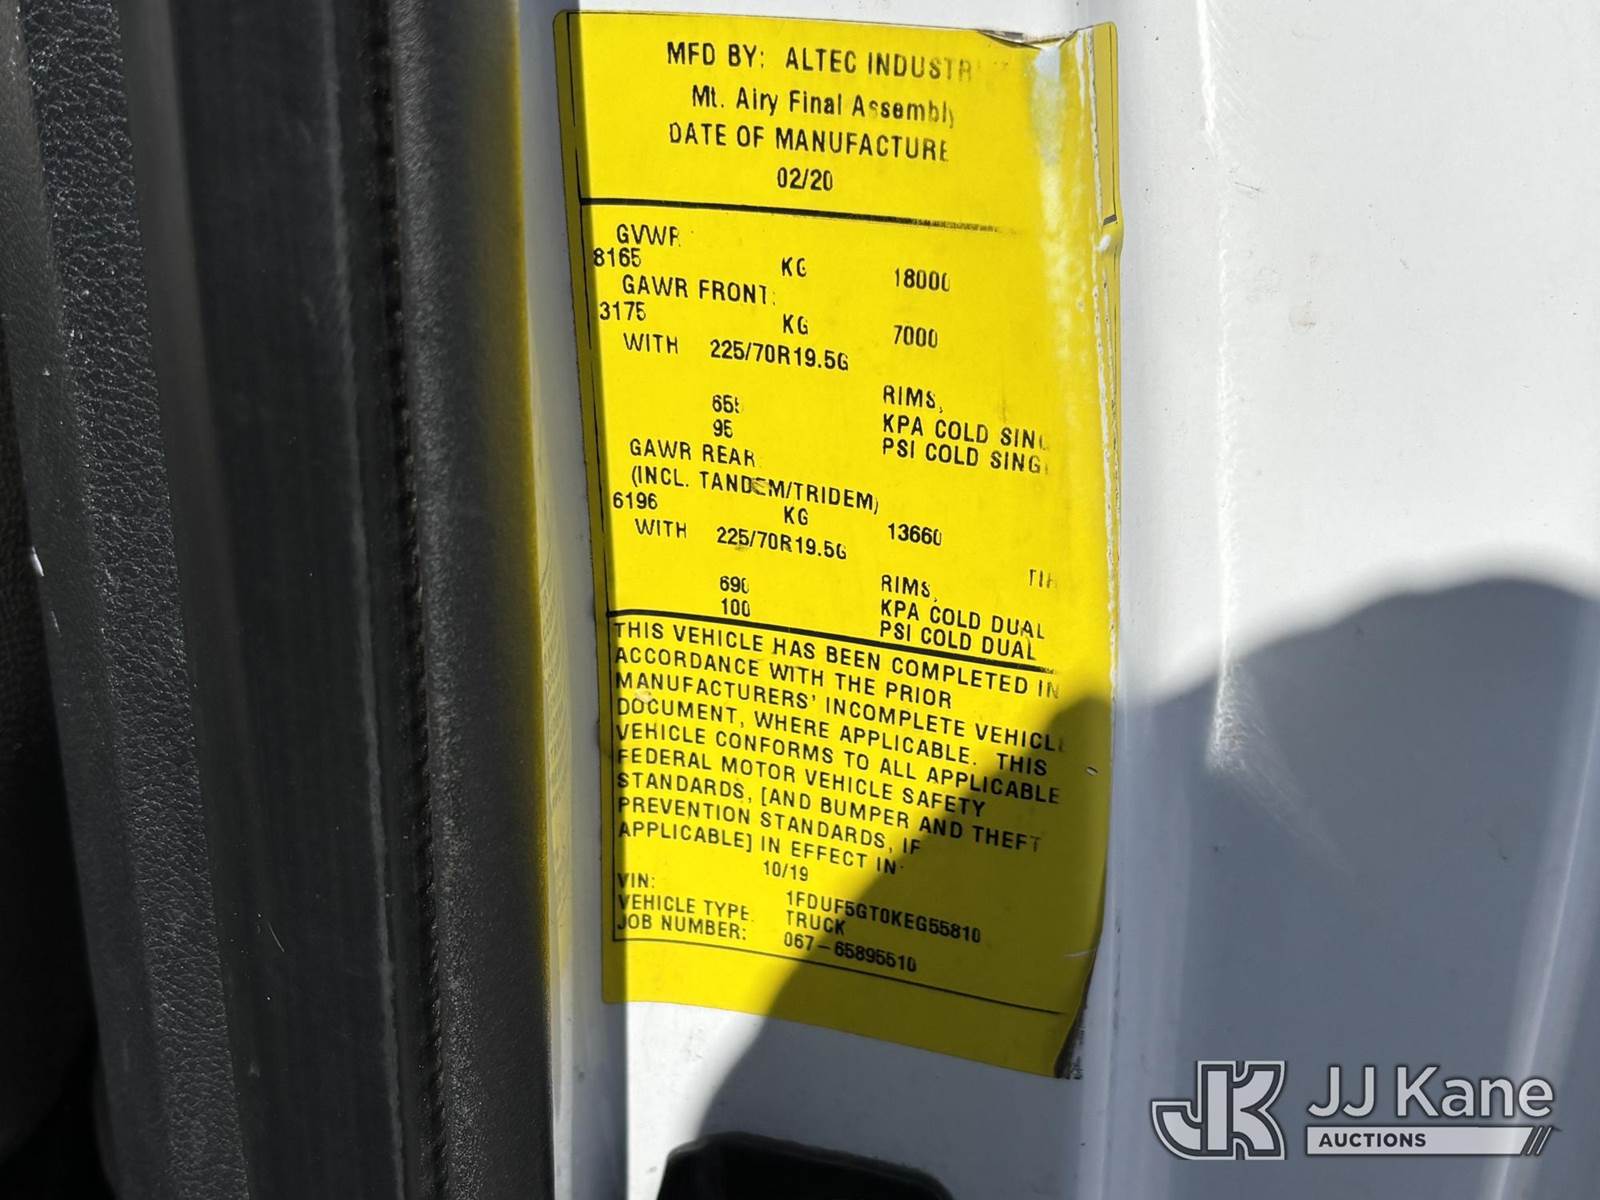 MFD BY: ALTEC
Mt. Airy Final Assembly
DATE OF MANUFACTURE
02/20
GVWR
8165 KG 18000
GAWR FRONT:
3175 KG 7000
WITH 225/70R19.5G
RIMS,
KPA COLD
95 PSI COLD
GAWR REAR
(INCL. TANDEM/TRIDEM)
6196 KG 13660
WITH 225/70R19.5G
RIMS,
690 KPA COLD DUAL
100 PSI COLD DUAL
THIS VEHICLE HAS BEEN COMPLETED IN
ACCORDANCE WITH THE PRIOR
MANUFACTURERS' INCOMPLETE VEHICLE
DOCUMENT, WHERE APPLICABLE. THIS
VEHICLE CONFORMS TO ALL APPLICABLE
FEDERAL MOTOR VEHICLE SAFETY
STANDARDS, [AND BUMPER AND THEFT
PREVENTION STANDARDS, IF
APPLICABLE] IN EFFECT IN:
10/19
VIN: 1FDUF5GT0KEG55810
VEHICLE TYPE: TRUCK
JOB NUMBER: 067-65895510
JK JJ Kane
AUCTIONS